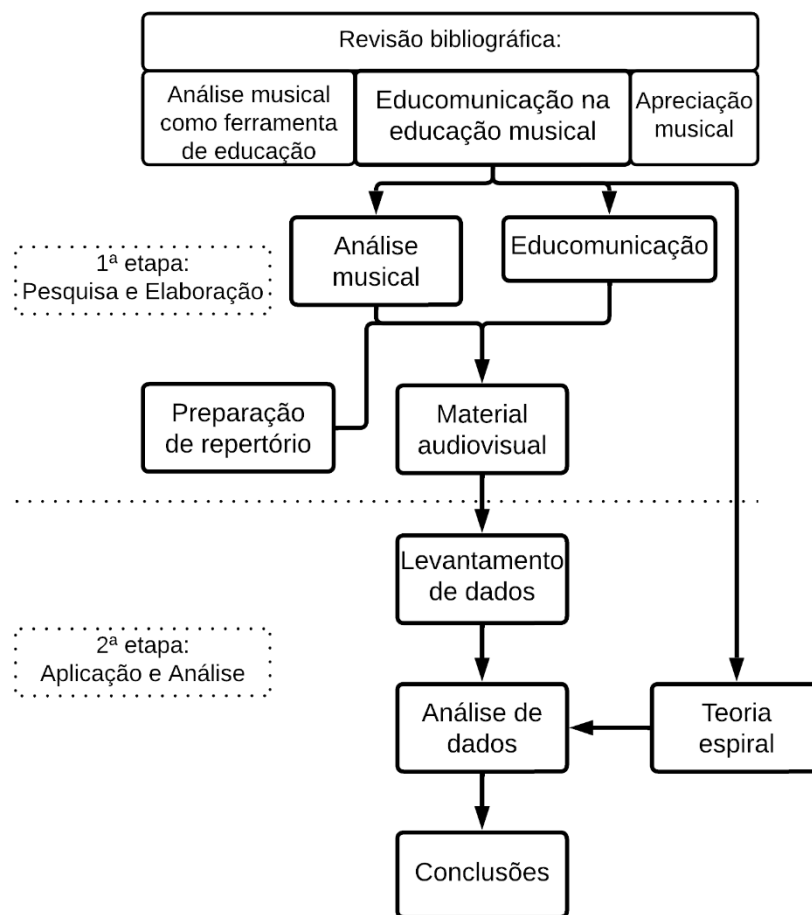 Revisão bibliográfica:
Análise musical
como ferramenta
de educação
Educomunicação na
educação musical
Apreciação
musical
1ª etapa:
Pesquisa e Elaboração
Análise
musical
Educomunicação
Preparação
de repertório
Material
audiovisual
Levantamento
de dados
2ª etapa:
Aplicação e Análise
Análise de
dados
Teoria
espiral
Conclusões